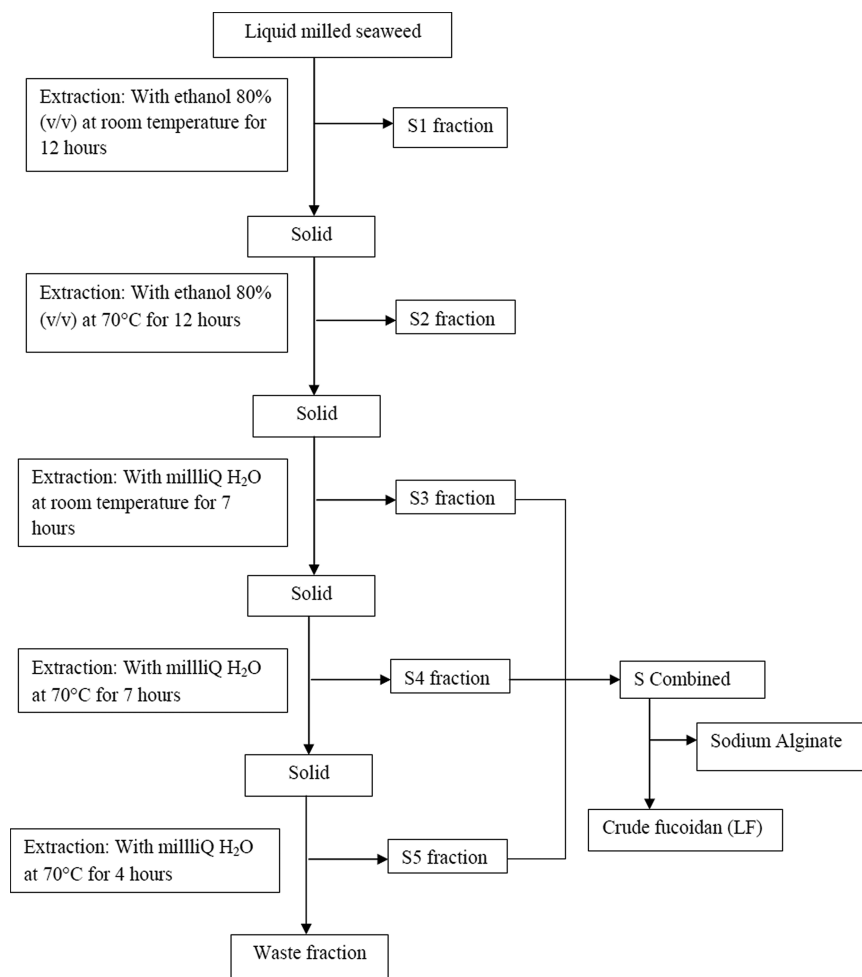 Liquid milled seaweed
Extraction: With ethanol 80%
(v/v) at room temperature for
12 hours
S1 fraction
Solid
Extraction: With ethanol 80%
(v/v) at 70°C for 12 hours
S2 fraction
Solid
Extraction: With millliQ H₂O
at room temperature for 7
hours
S3 fraction
Solid
Extraction: With millliQ H₂O
at 70°C for 7 hours
S4 fraction
S Combined
Sodium Alginate
Solid
Crude fucoidan (LF)
Extraction: With millliQ H₂O
at 70°C for 4 hours
S5 fraction
Waste fraction